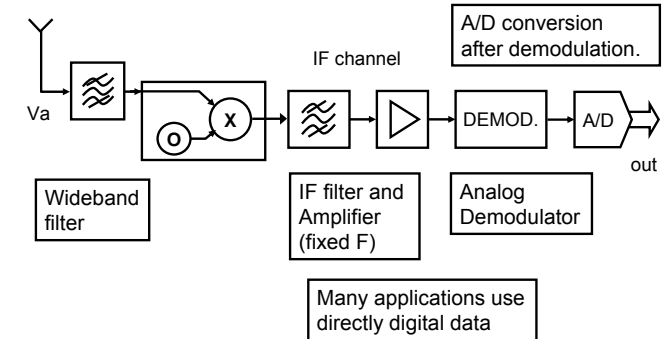 A/D conversion
after demodulation.
IF channel
Va
O
X
DEMOD.
A/D
out
Wideband
filter
IF filter and
Amplifier
(fixed F)
Analog
Demodulator
Many applications use
directly digital data